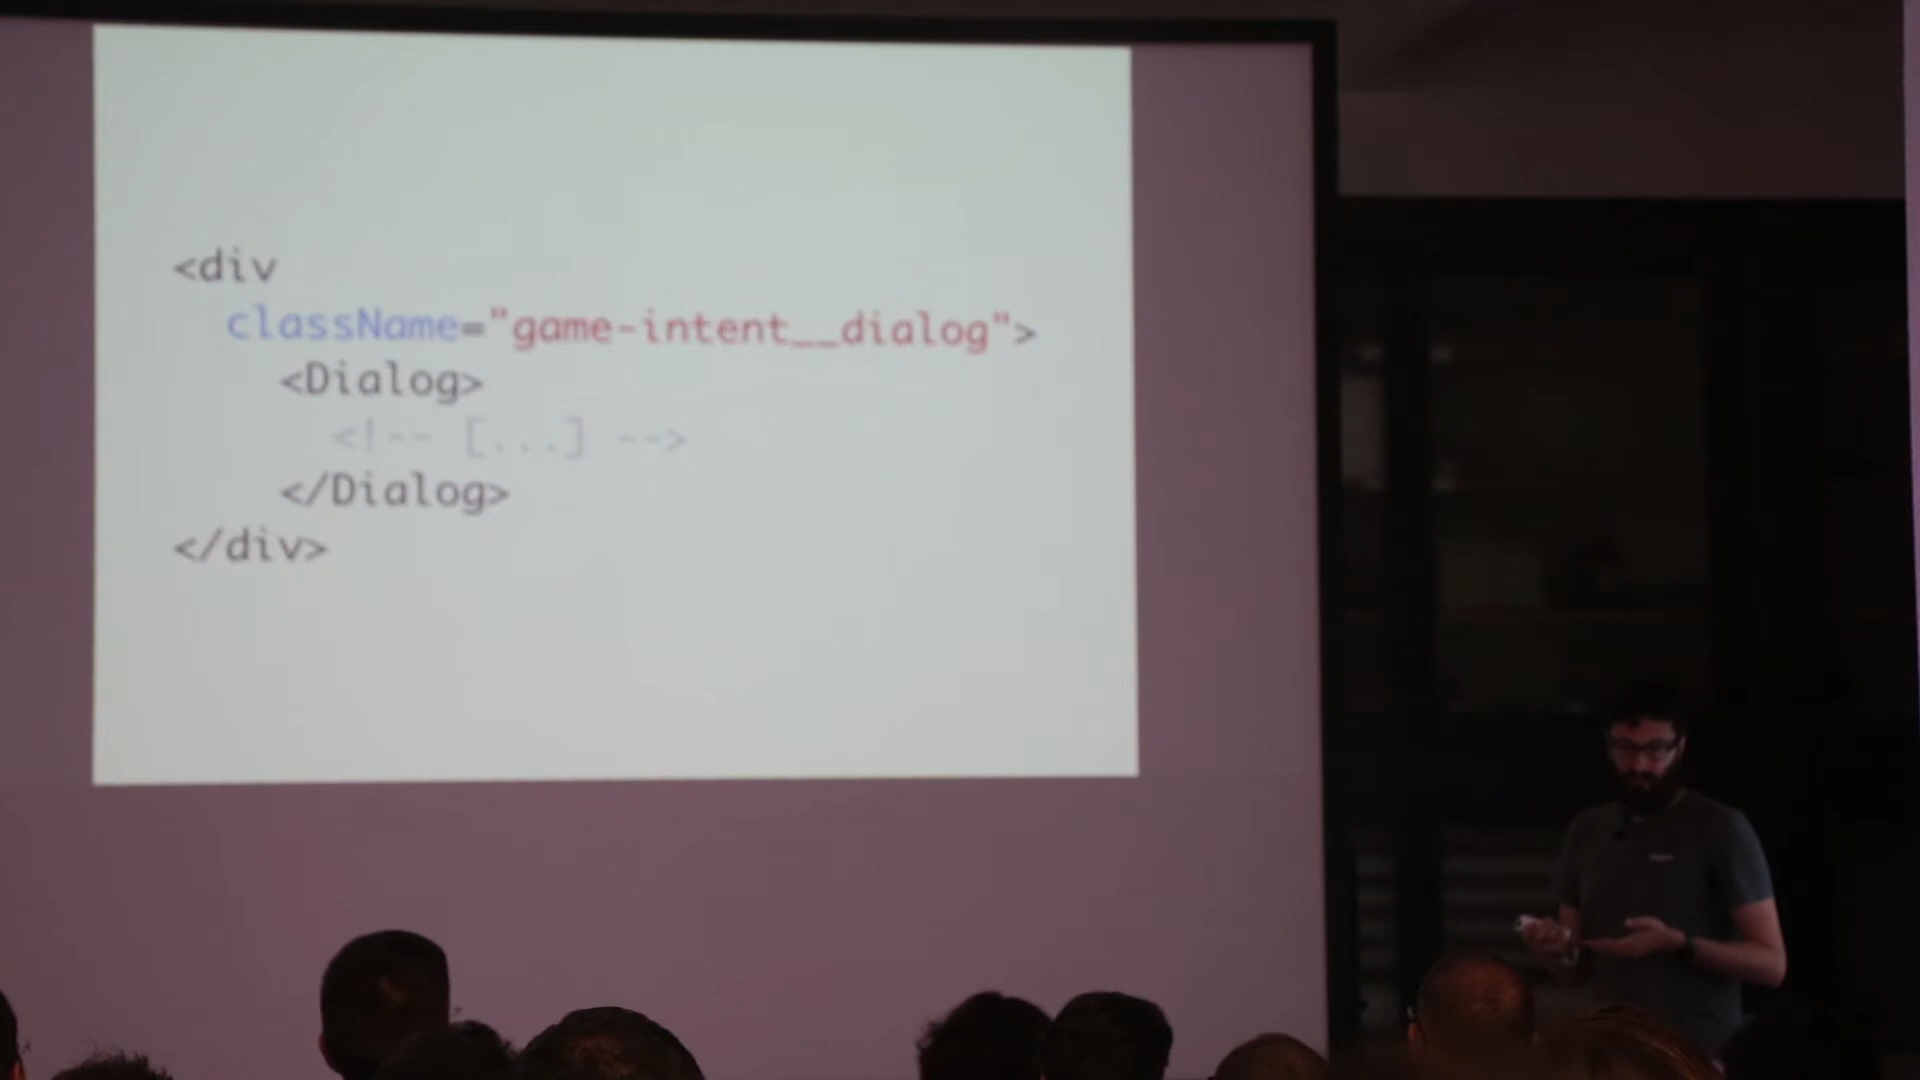 <div
className="game-intent__dialog">
<Dialog>
<!-- [...] -->
</Dialog>
</div>